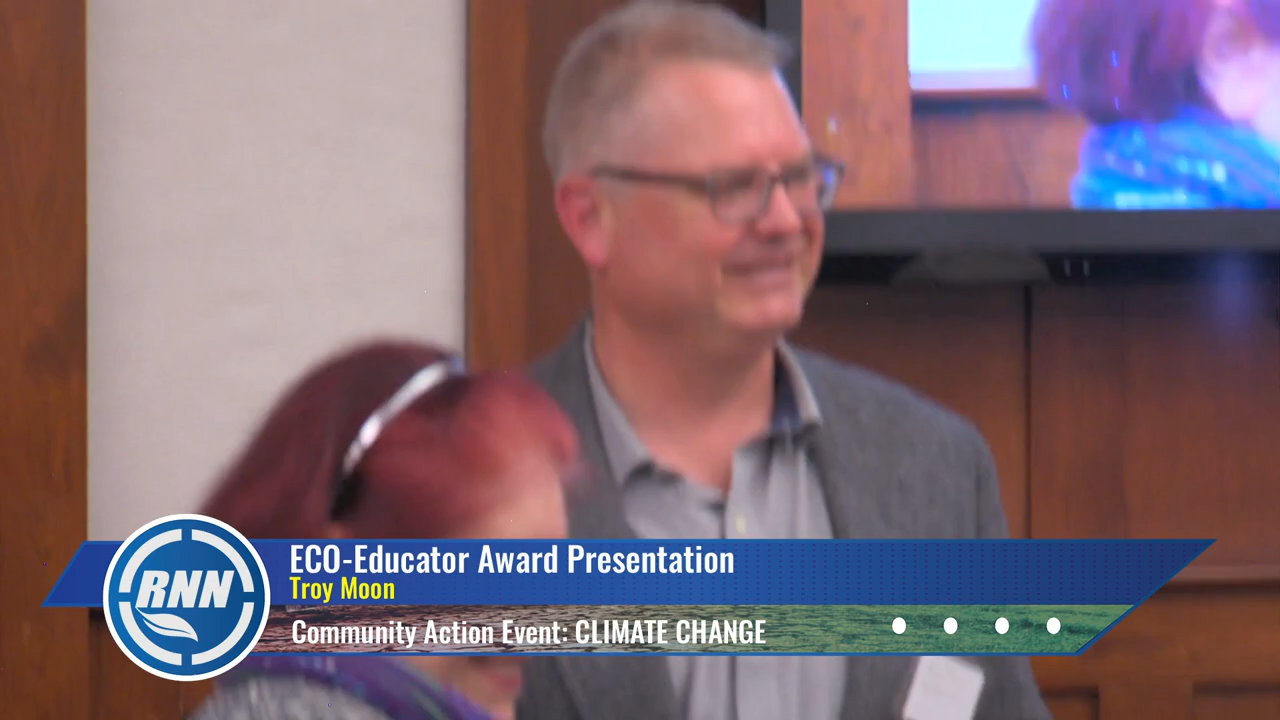 RNN
ECO-Educator Award Presentation
Troy Moon
Community Action Event: CLIMATE CHANGE